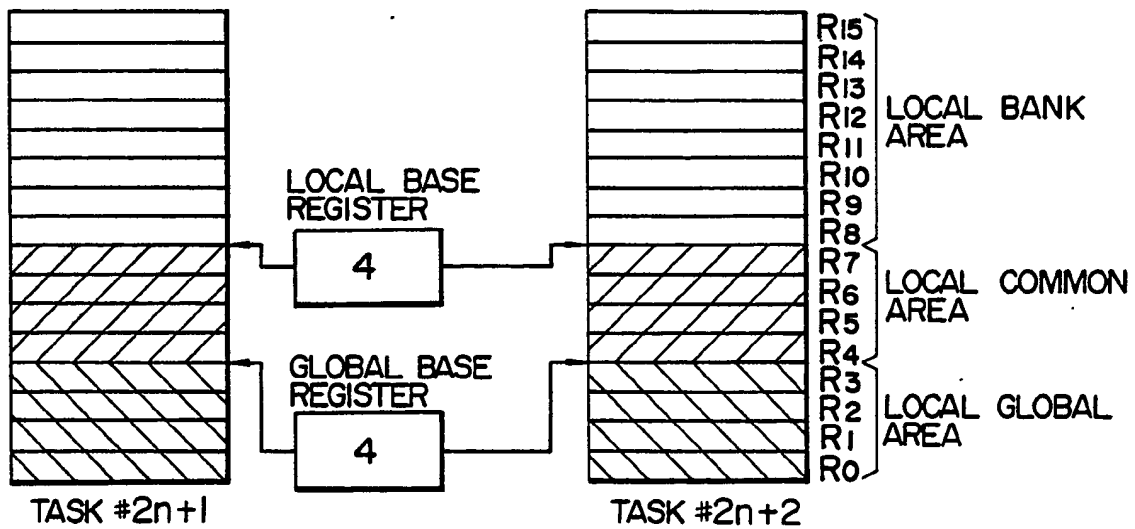 R15
R14
R13
R12
R11
R10
R9
R8
R7
R6
R5
R4
R3
R2
R1
R0
LOCAL BANK
AREA
LOCAL COMMON
AREA
LOCAL GLOBAL
AREA
LOCAL BASE
REGISTER
4
GLOBAL BASE
REGISTER
4
TASK #2n+1
TASK #2n+2